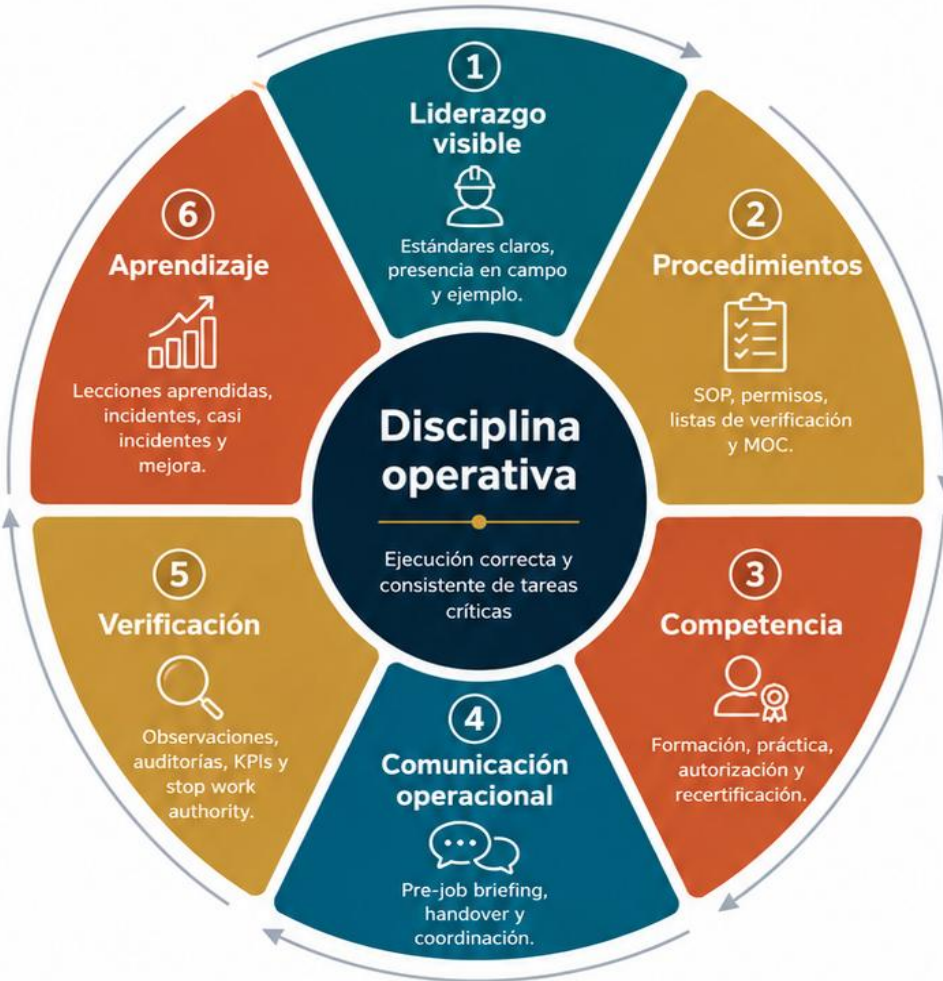 1
Liderazgo
visible
Estándares claros,
presencia en campo
y ejemplo.
2
Procedimientos
SOP, permisos,
listas de verificación
y MOC.
3
Competencia
Formación, práctica,
autorización y
recertificación.
4
Comunicación
operacional
Pre-job briefing,
handover y
coordinación.
5
Verificación
Observaciones,
auditorías, KPIs y
stop work
authority.
6
Aprendizaje
Lecciones aprendidas,
incidentes, casi
incidentes y
mejora.
Disciplina
operativa
Ejecución correcta y
consistente de tareas
críticas